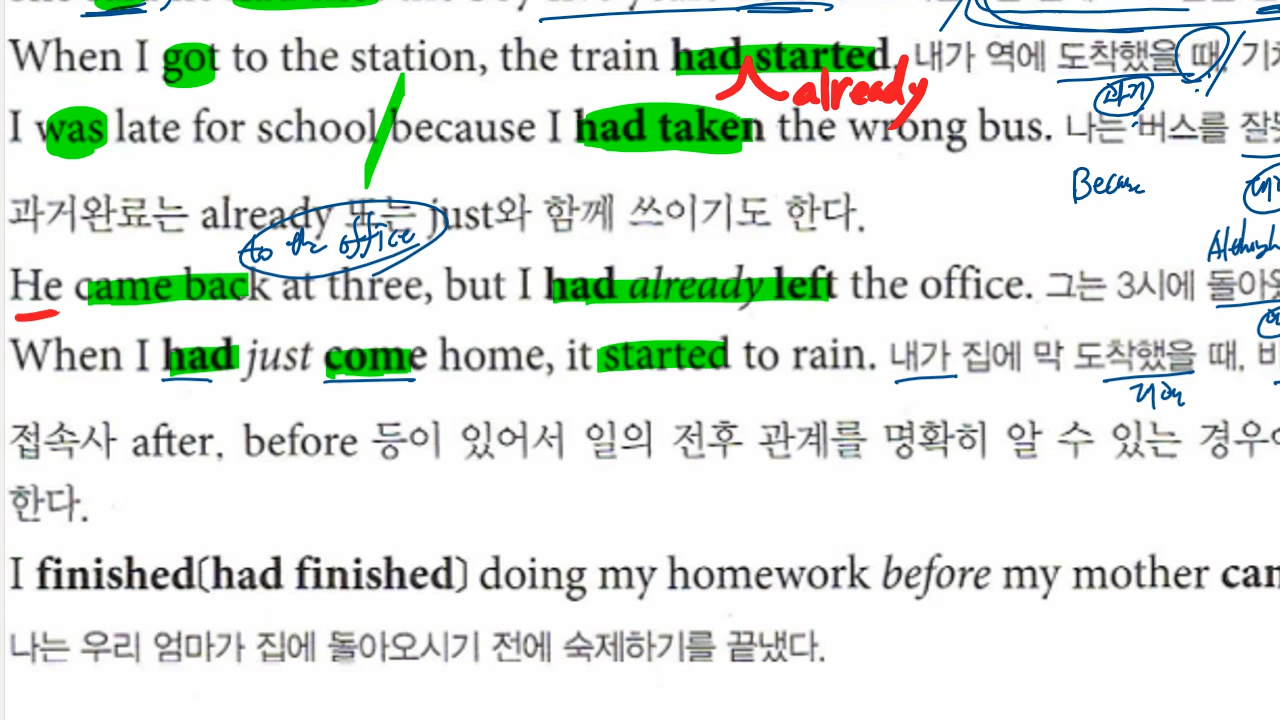 When I got to the station, the train had started. 내가 역에 도착했을 때, 기차
already
I was late for school because I had taken the wrong bus. 나는 버스를 잘못
과거
Because
과거완료는 already 또는 just와 함께 쓰이기도 한다.
to the office
Although
He came back at three, but I had already left the office. 그는 3시에 돌아왔
When I had just come home, it started to rain. 내가 집에 막 도착했을 때, 비
접속사 after, before 등이 있어서 일의 전후 관계를 명확히 알 수 있는 경우에
한다.
I finished(had finished) doing my homework before my mother
나는 우리 엄마가 집에 돌아오시기 전에 숙제하기를 끝냈다.